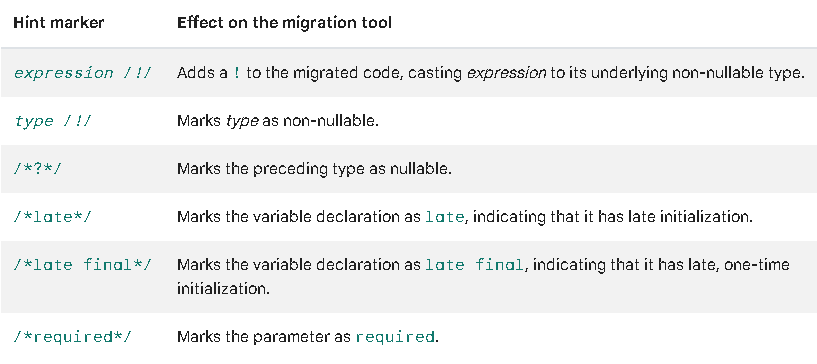 Hint marker Effect on the migration tool
expression /!/ Adds a ! to the migrated code, casting expression to its underlying non-nullable type.
type /!/ Marks type as non-nullable.
/*?*/ Marks the preceding type as nullable.
/*late*/ Marks the variable declaration as late, indicating that it has late initialization.
/*late final*/ Marks the variable declaration as late final, indicating that it has late, one-time
initialization.
/*required*/ Marks the parameter as required.